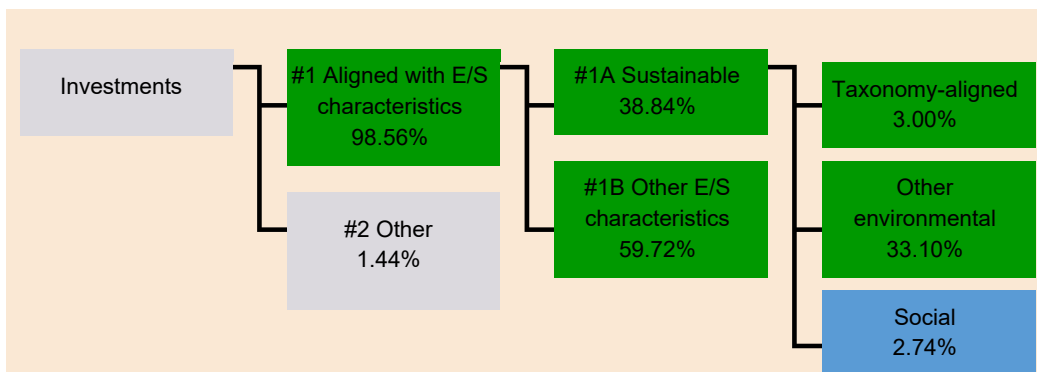 Investments
#1 Aligned with E/S
characteristics
98.56%
#2 Other
1.44%
#1A Sustainable
38.84%
#1B Other E/S
characteristics
59.72%
Taxonomy-aligned
3.00%
Other
environmental
33.10%
Social
2.74%